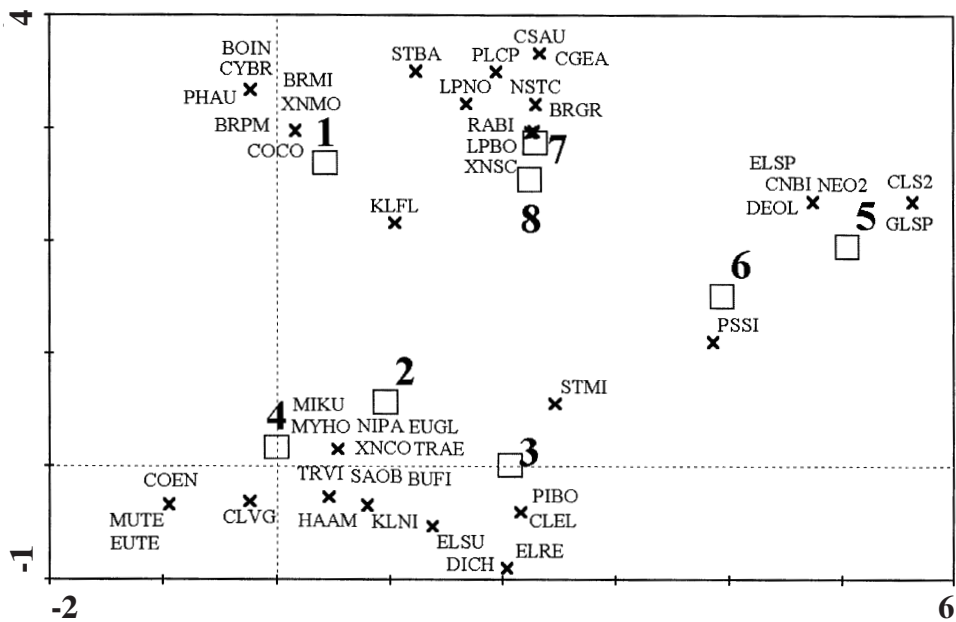 4
CSAU
BOIN
STBA PLCP CGEA
CYBR
BRMI
PHAU
LPNO NSTC
XNMO
BRGR
BRPM 1 RABI
COCO LPBO 7
XNSC
ELSP
CNBI NEO2 CLS2
KLFL DEOL
8 5 GLSP
6
PSSI
2
STMI
MIKU
4
MYHO NIPA EUGL
XNCO TRAE 3
COEN TRVI SAOB BUFI
PIBO
MUTE CLVG HAAM KLNI CLEL
EUTE
ELSU ELRE
DICH
-1
-2 6